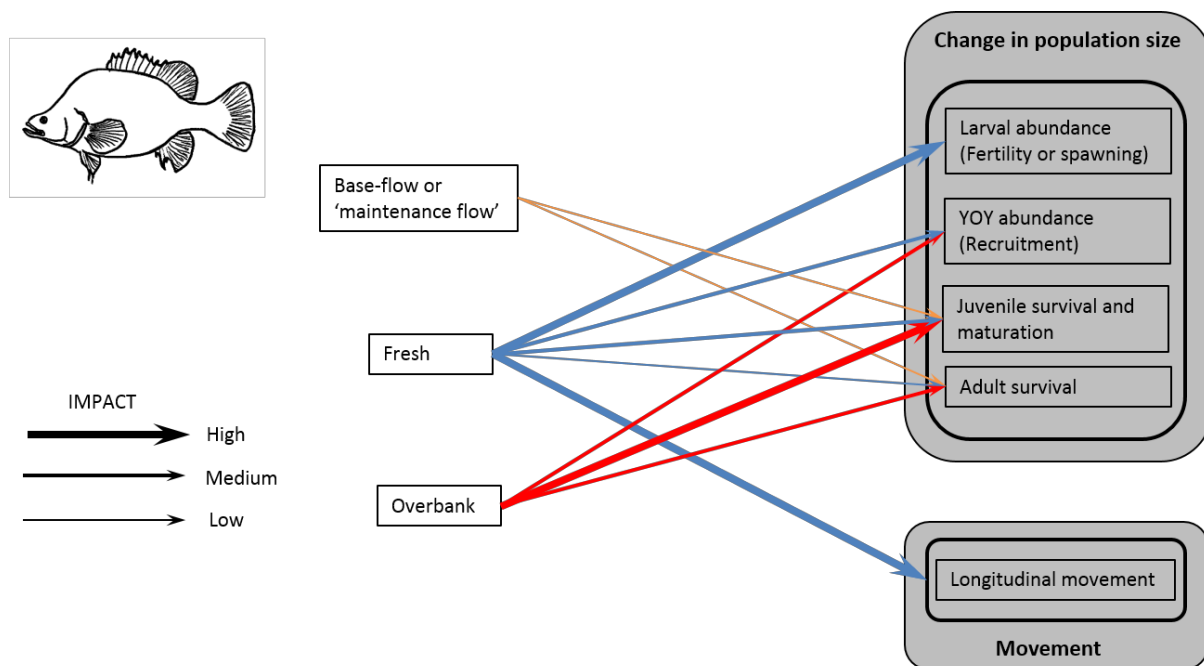 Change in population size
Larval abundance
(Fertility or spawning)
Base-flow or
‘maintenance flow’
YOY abundance
(Recruitment)
Juvenile survival and
maturation
Fresh
Adult survival
IMPACT
High
Medium
Low
Overbank
Longitudinal movement
Movement